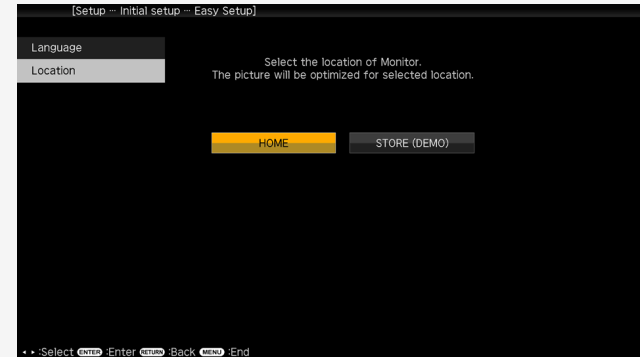 [Setup ··· Initial setup ··· Easy Setup]
Language
Location
Select the location of Monitor.
The picture will be optimized for selected location.
HOME
STORE (DEMO)
:Select ENTER :Enter RETURN :Back MENU :End